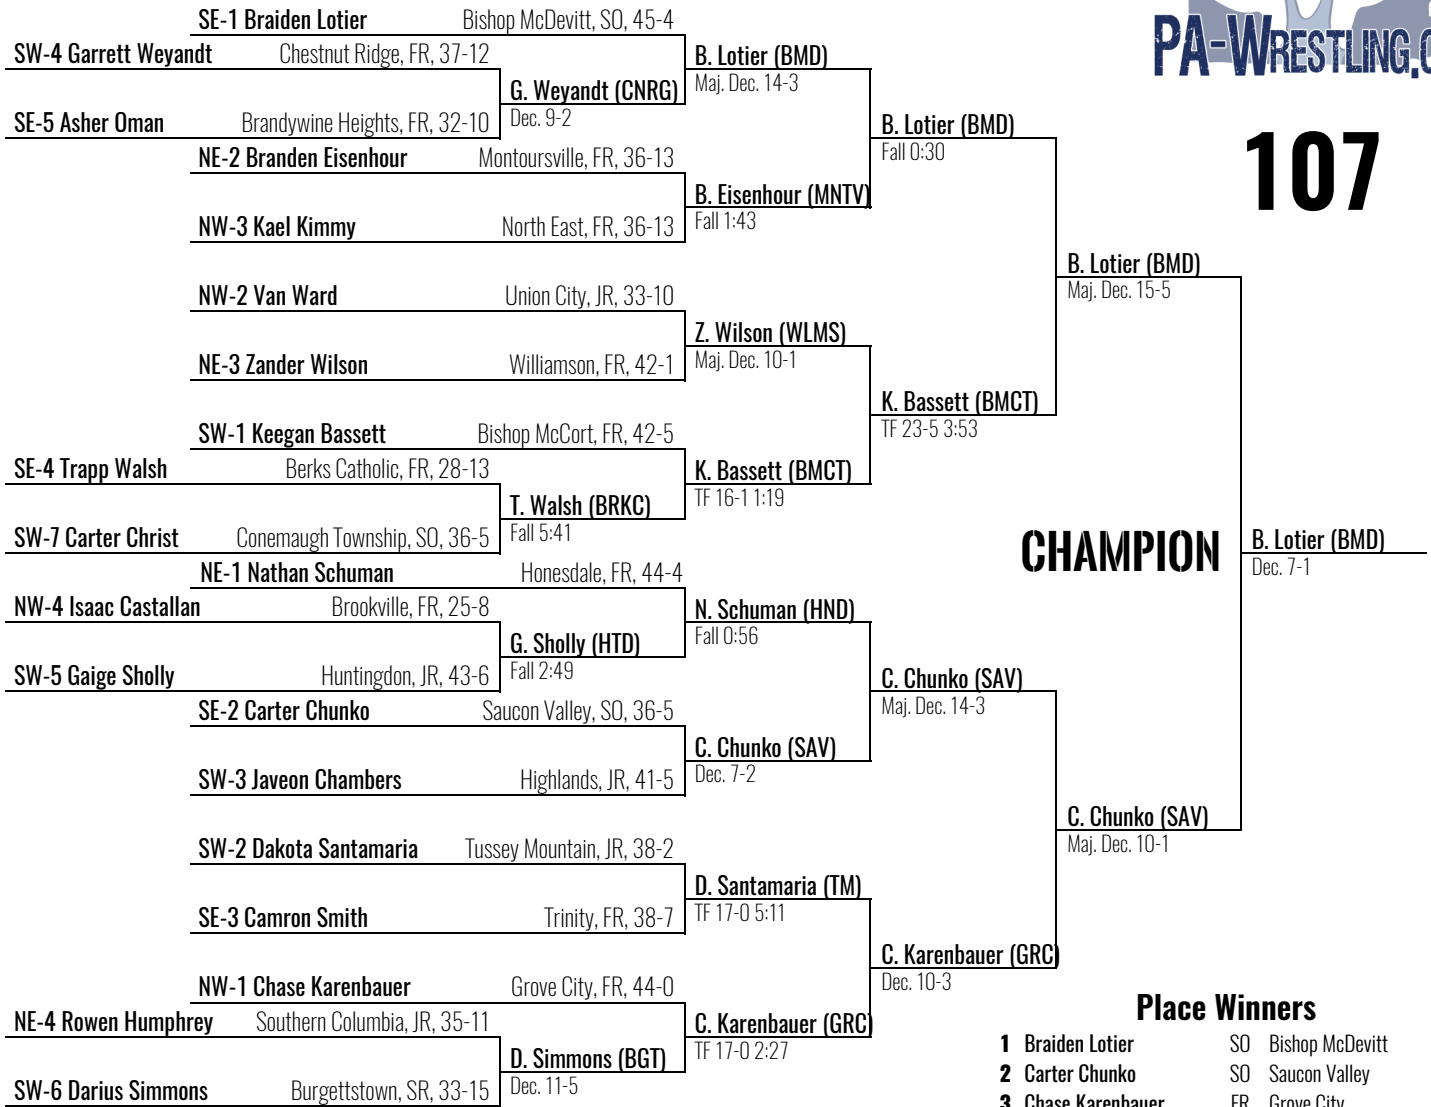 SE-1 Braiden Lotier Bishop McDevitt, SO, 45-4
SW-4 Garrett Weyandt Chestnut Ridge, FR, 37-12
B. Lotier (BMD)
Maj. Dec. 14-3
PA-WRESTLING.C
G. Weyandt (CNRG)
Dec. 9-2
SE-5 Asher Oman Brandywine Heights, FR, 32-10
B. Lotier (BMD)
Fall 0:30
107
NE-2 Branden Eisenhour Montoursville, FR, 36-13
B. Eisenhour (MNTV)
Fall 1:43
NW-3 Kael Kimmy North East, FR, 36-13
B. Lotier (BMD)
Maj. Dec. 15-5
NW-2 Van Ward Union City, JR, 33-10
Z. Wilson (WLMS)
Maj. Dec. 10-1
NE-3 Zander Wilson Williamson, FR, 42-1
K. Bassett (BMCT)
TF 23-5 3:53
SW-1 Keegan Bassett Bishop McCort, FR, 42-5
SE-4 Trapp Walsh Berks Catholic, FR, 28-13
K. Bassett (BMCT)
TF 16-1 1:19
T. Walsh (BRKC)
Fall 5:41
SW-7 Carter Christ Conemaugh Township, SO, 36-5
CHAMPION
B. Lotier (BMD)
Dec. 7-1
NE-1 Nathan Schuman Honesdale, FR, 44-4
NW-4 Isaac Castallan Brookville, FR, 25-8
N. Schuman (HND)
Fall 0:56
G. Sholly (HTD)
Fall 2:49
SW-5 Gaige Sholly Huntingdon, JR, 43-6
C. Chunko (SAV)
Maj. Dec. 14-3
SE-2 Carter Chunko Saucon Valley, SO, 36-5
C. Chunko (SAV)
Dec. 7-2
SW-3 Javeon Chambers Highlands, JR, 41-5
C. Chunko (SAV)
Maj. Dec. 10-1
SW-2 Dakota Santamaria Tussey Mountain, JR, 38-2
D. Santamaria (TM)
TF 17-0 5:11
SE-3 Camron Smith Trinity, FR, 38-7
C. Karenbauer (GRC)
Dec. 10-3
NW-1 Chase Karenbauer Grove City, FR, 44-0
NE-4 Rowen Humphrey Southern Columbia, JR, 35-11
C. Karenbauer (GRC)
TF 17-0 2:27
D. Simmons (BGT)
Dec. 11-5
SW-6 Darius Simmons Burgettstown, SR, 33-15
Place Winners
1 Braiden Lotier SO Bishop McDevitt
2 Carter Chunko SO Saucon Valley
3 Chase Karenbauer FR Grove City